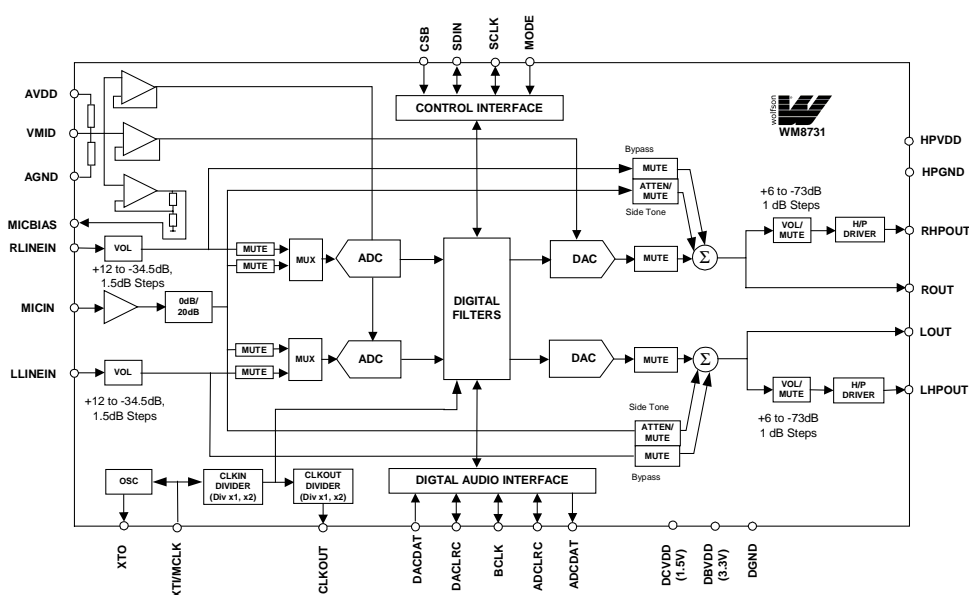 CSB
SDIN
SCLK
MODE
CONTROL INTERFACE
wolfson
WM8731
AVDD
VMID
AGND
MICBIAS
RLINEIN
MICIN
LLINEIN
HPVDD
HPGND
RHPOUT
ROUT
LOUT
LHPOUT
Bypass
MUTE
ATTEN/
MUTE
Side Tone
+6 to -73dB
1 dB Steps
VOL/
MUTE
H/P
DRIVER
VOL
+12 to -34.5dB,
1.5dB Steps
MUTE
MUTE
MUX
ADC
DIGITAL
FILTERS
DAC
MUTE
Σ
0dB/
20dB
MUTE
MUTE
MUX
ADC
DAC
MUTE
Σ
VOL
+12 to -34.5dB,
1.5dB Steps
VOL/
MUTE
H/P
DRIVER
+6 to -73dB
1 dB Steps
Side Tone
ATTEN/
MUTE
MUTE
Bypass
OSC
CLKIN
DIVIDER
(Div x1, x2)
CLKOUT
DIVIDER
(Div x1, x2)
DIGTAL AUDIO INTERFACE
XTO
XTI/MCLK
CLKOUT
DACDAT
DACLRC
BCLK
ADCLRC
ADCDAT
DCVDD
(1.5V)
DBVDD
(3.3V)
DGND